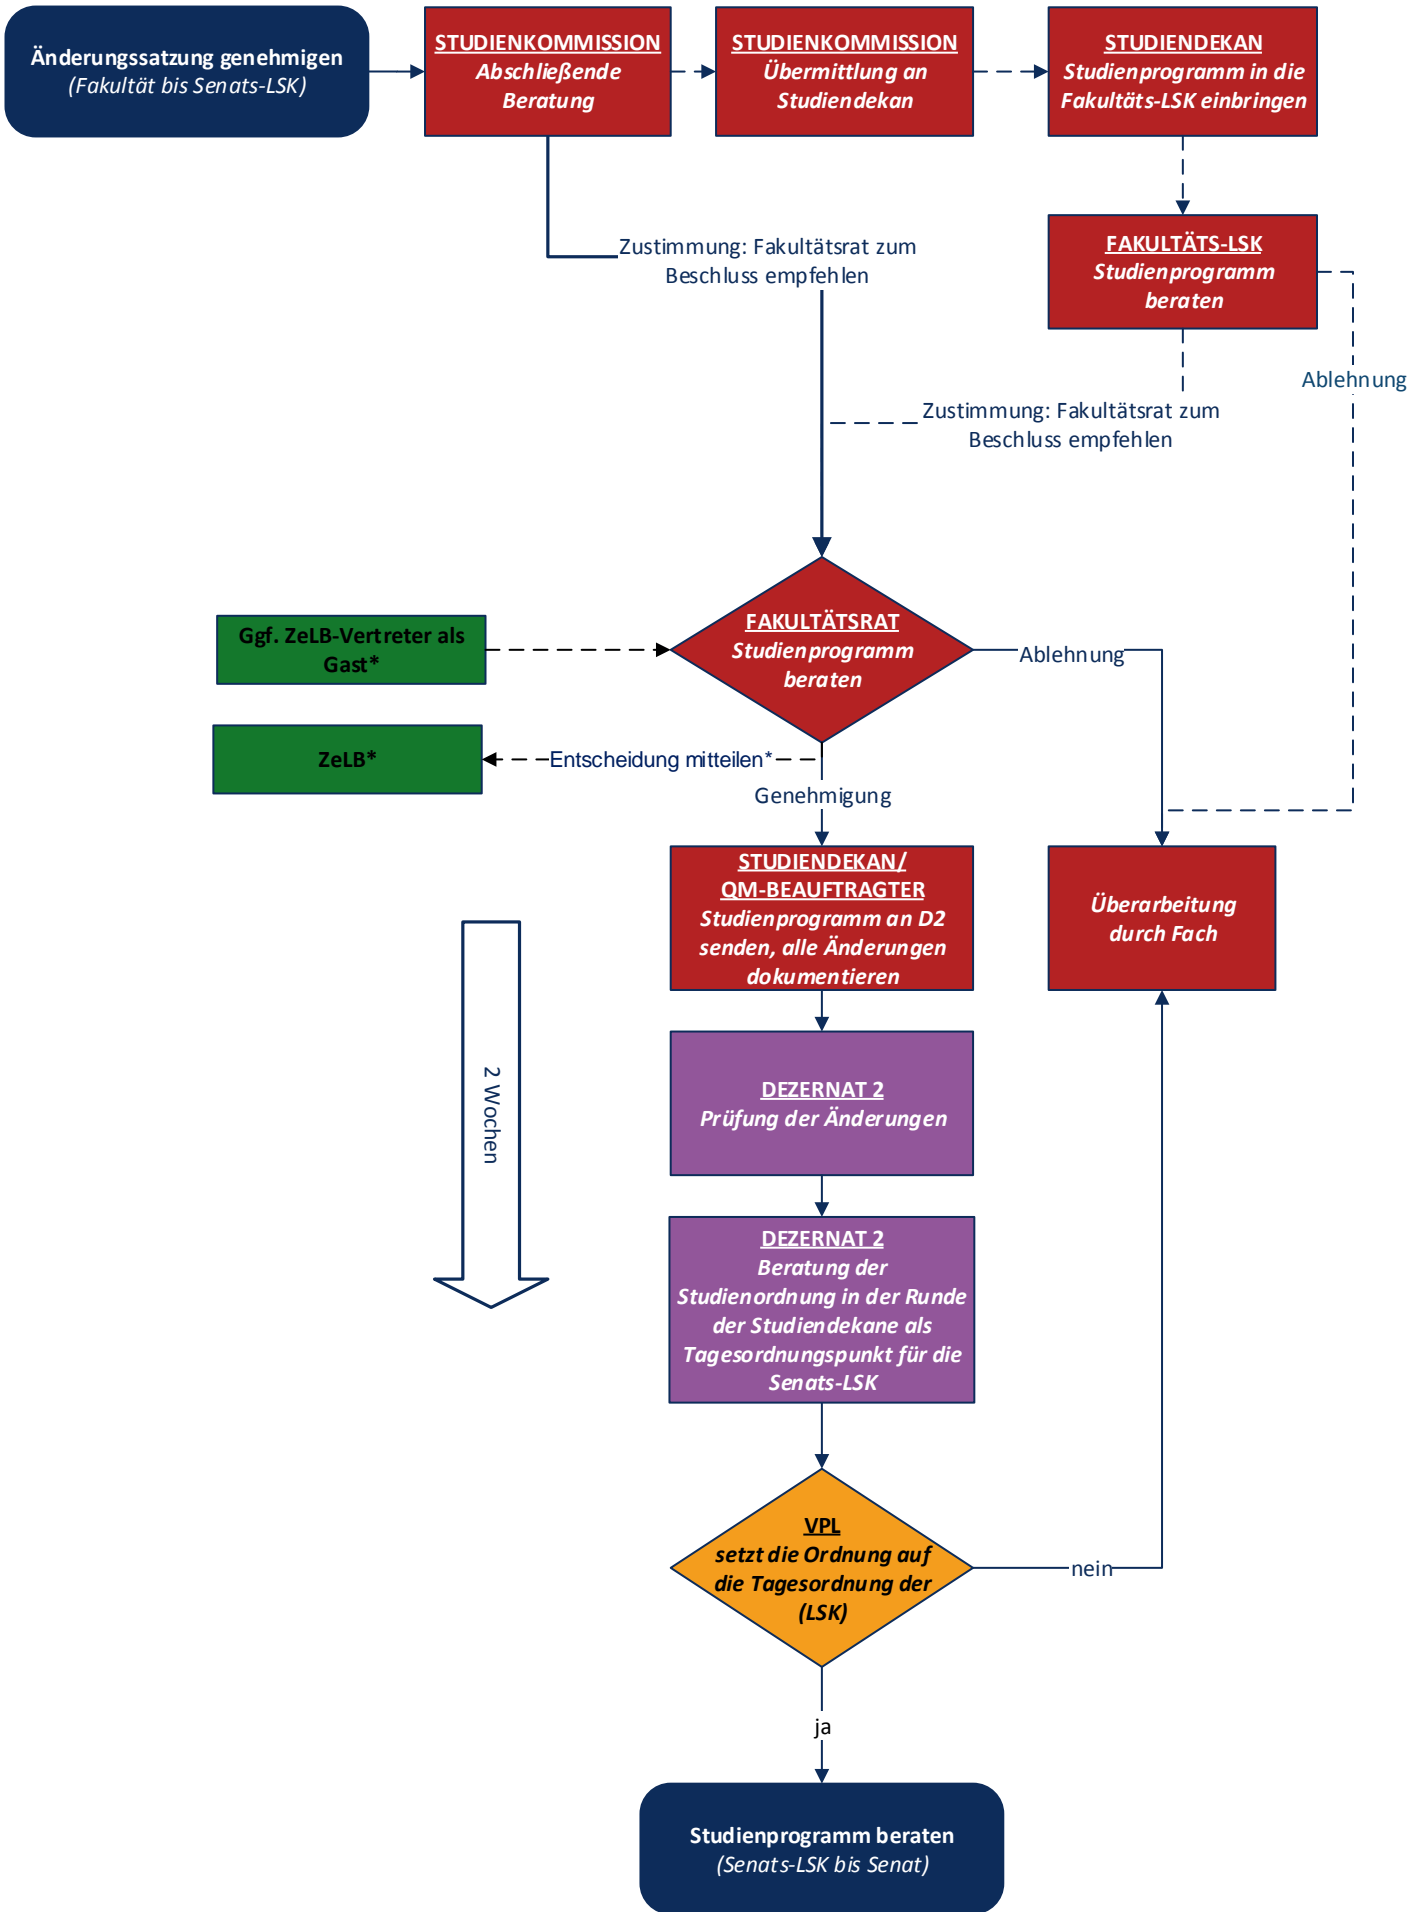 Änderungssatzung genehmigen
(Fakultät bis Senats-LSK)
STUDIENKOMMISSION
Abschließende
Beratung
STUDIENKOMMISSION
Übermittlung an
Studiendekan
STUDIENDEKAN
Studienprogramm in die
Fakultäts-LSK einbringen
FAKULTÄTS-LSK
Studienprogramm
beraten
Zustimmung: Fakultätsrat zum
Beschluss empfehlen
Ablehnung
Zustimmung: Fakultätsrat zum
Beschluss empfehlen
Ggf. ZeLB-Vertreter als
Gast*
FAKULTÄTSRAT
Studienprogramm
beraten
Ablehnung
ZeLB*
Entscheidung mitteilen*
Genehmigung
STUDIENDEKAN/
QM-BEAUFTRAGTER
Studienprogramm an D2
senden, alle Änderungen
dokumentieren
Überarbeitung
durch Fach
2 Wochen
DEZERNAT 2
Prüfung der Änderungen
DEZERNAT 2
Beratung der
Studienordnung in der Runde
der Studiendekane als
Tagesordnungspunkt für die
Senats-LSK
VPL
setzt die Ordnung auf
die Tagesordnung der
(LSK)
nein
ja
Studienprogramm beraten
(Senats-LSK bis Senat)